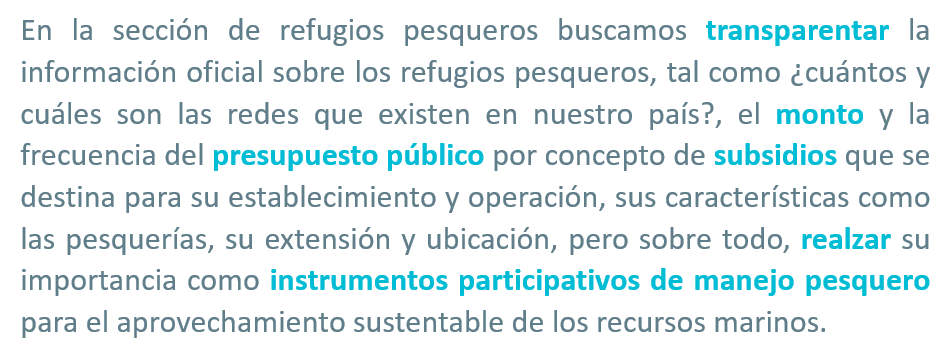 En la sección de refugios pesqueros buscamos transparentar la
información oficial sobre los refugios pesqueros, tal como ¿cuántos y
cuáles son las redes que existen en nuestro país?, el monto y la
frecuencia del presupuesto público por concepto de subsidios que se
destina para su establecimiento y operación, sus características como
las pesquerías, su extensión y ubicación, pero sobre todo, realzar su
importancia como instrumentos participativos de manejo pesquero
para el aprovechamiento sustentable de los recursos marinos.